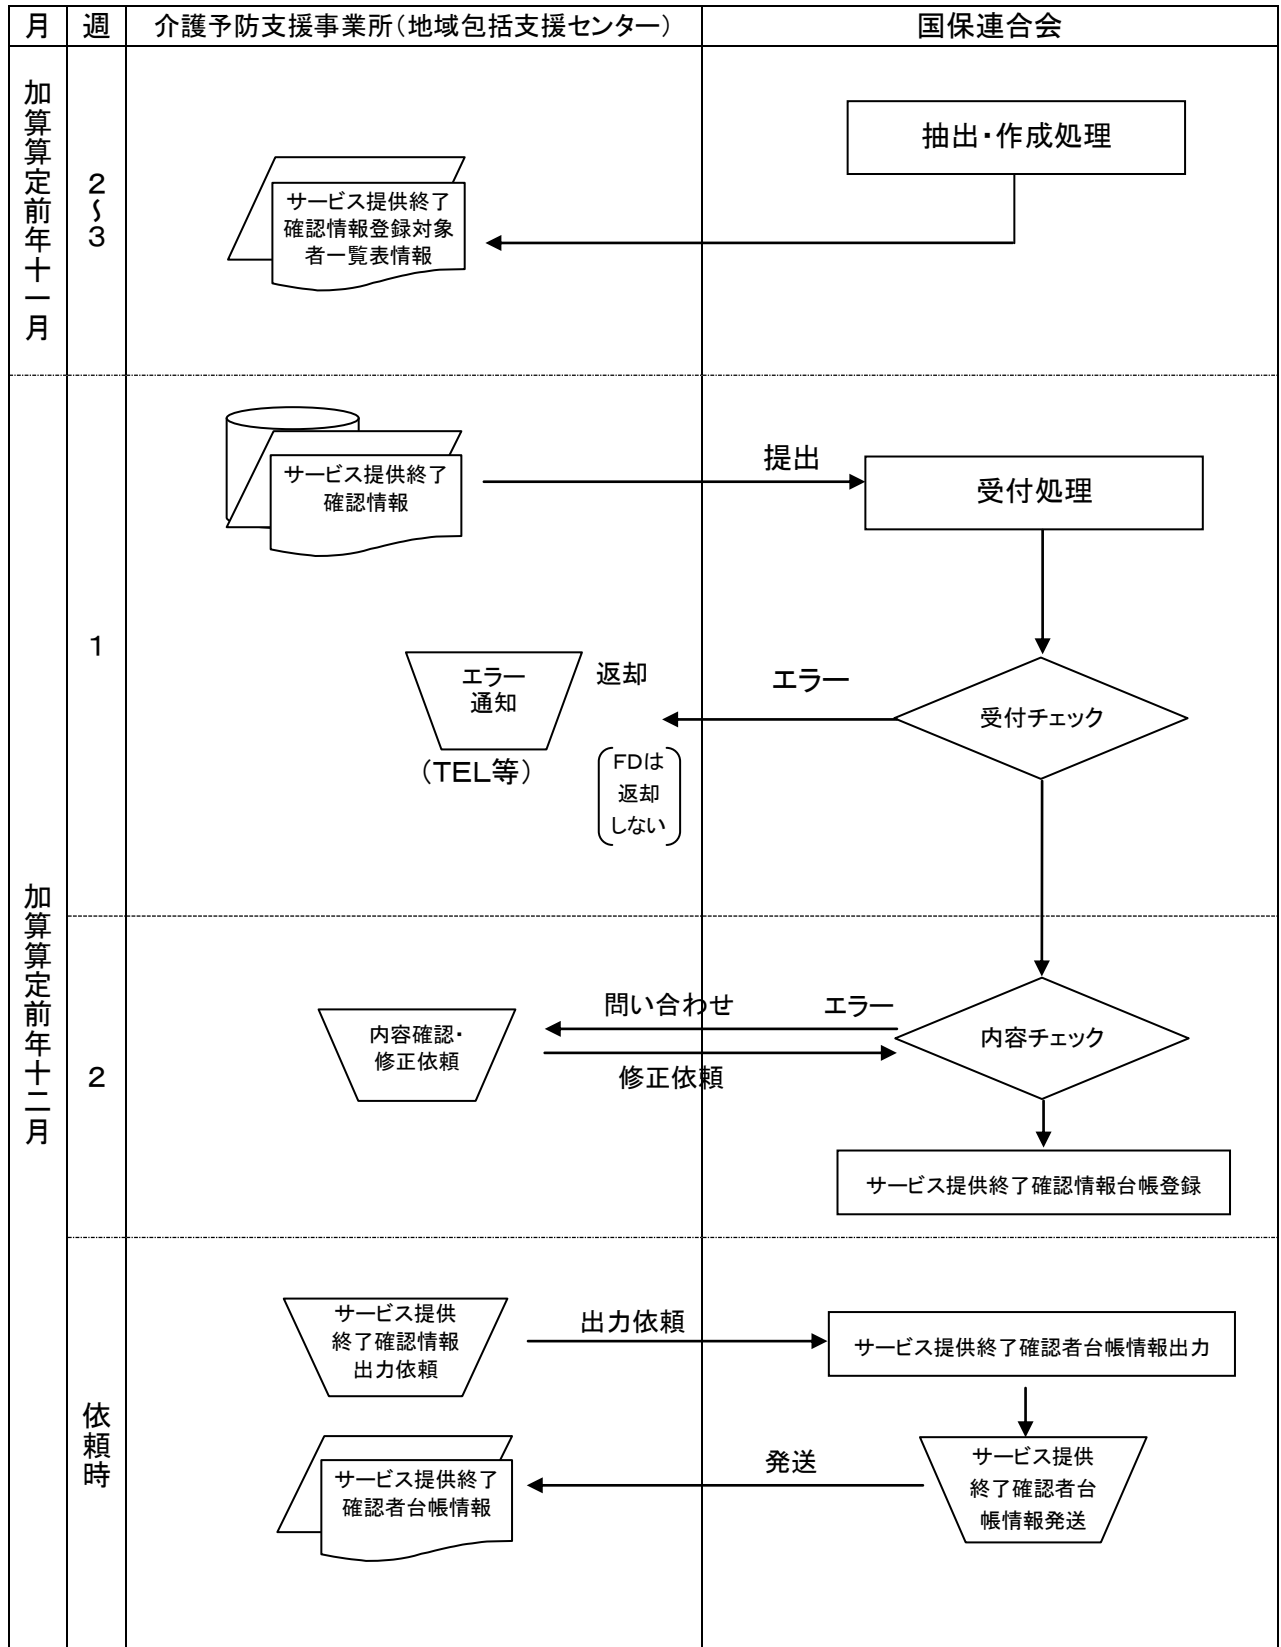 月
週
介護予防支援事業所（地域包括支援センター）
国保連合会
加算算定前年十一月
２～３
抽出・作成処理
サービス提供終了
確認情報登録対象
者一覧表情報
加算算定前年十二月
１
サービス提供終了
確認情報
提出
受付処理
エラー
通知
（ＴＥＬ等）
返却
エラー
受付チェック
ＦＤは
返却
しない
２
内容確認・
修正依頼
問い合わせ
エラー
修正依頼
内容チェック
サービス提供終了確認情報台帳登録
依頼時
サービス提供
終了確認情報
出力依頼
出力依頼
サービス提供終了確認者台帳情報出力
サービス提供終了
確認者台帳情報
発送
サービス提供
終了確認者台
帳情報発送